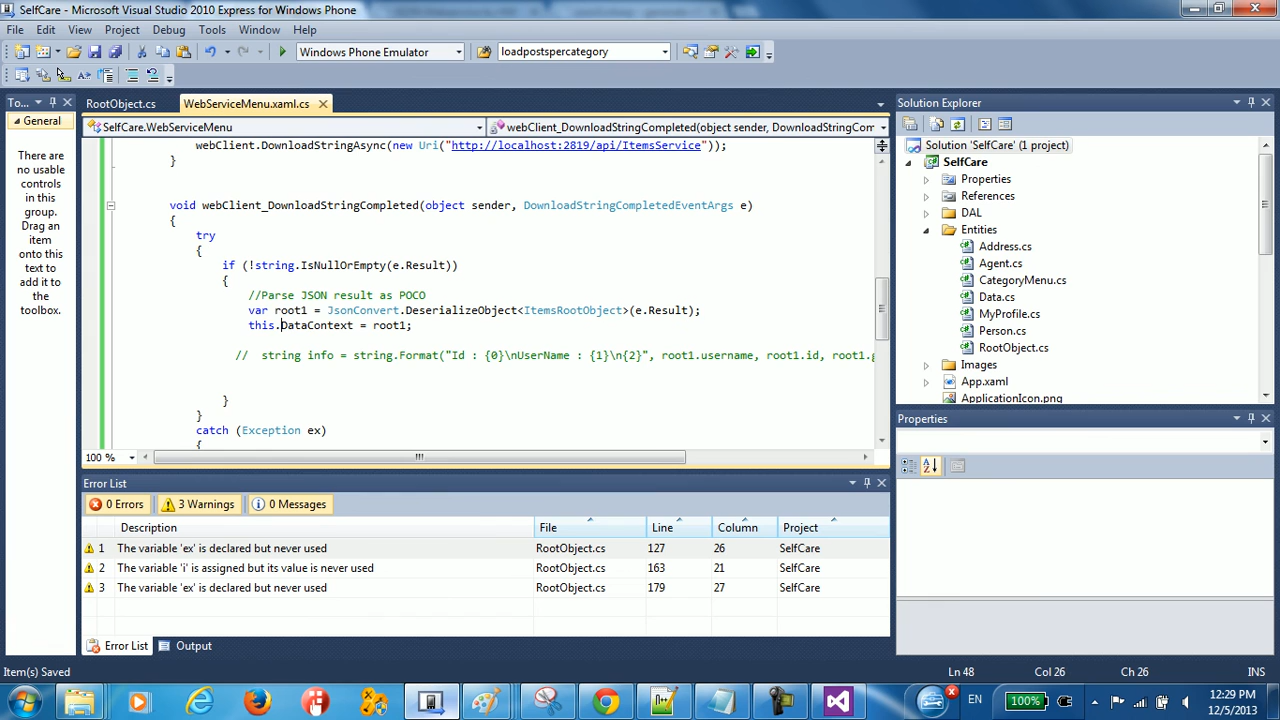 SelfCare - Microsoft Visual Studio 2010 Express for Windows Phone
File Edit View Project Debug Tools Window Help
Windows Phone Emulator loadpostspercategory
To...
General
There are
no usable
controls
in this
group.
Drag an
item
onto this
text to
add it to
the
toolbox.
RootObject.cs WebServiceMenu.xaml.cs
SelfCare.WebServiceMenu webClient_DownloadStringCompleted(object sender, DownloadStringCom
webClient.DownloadStringAsync(new Uri("http://localhost:2819/api/ItemsService"));
}
void webClient_DownloadStringCompleted(object sender, DownloadStringCompletedEventArgs e)
{
try
{
if (!string.IsNullOrEmpty(e.Result))
{
//Parse JSON result as POCO
var root1 = JsonConvert.DeserializeObject<ItemsRootObject>(e.Result);
this.DataContext = root1;
// string info = string.Format("Id : {0}\nUserName : {1}\n{2}", root1.username, root1.id, root1.g
}
}
catch (Exception ex)
{
100 %
Solution Explorer
Solution 'SelfCare' (1 project)
SelfCare
Properties
References
DAL
Entities
Address.cs
Agent.cs
CategoryMenu.cs
Data.cs
MyProfile.cs
Person.cs
RootObject.cs
Images
App.xaml
ApplicationIcon.png
Properties
Error List
0 Errors 3 Warnings 0 Messages
Description File Line Column Project
1 The variable 'ex' is declared but never used RootObject.cs 127 26 SelfCare
2 The variable 'i' is assigned but its value is never used RootObject.cs 163 21 SelfCare
3 The variable 'ex' is declared but never used RootObject.cs 179 27 SelfCare
Error List Output
Item(s) Saved Ln 48 Col 26 Ch 26 INS
EN 100% 12:29 PM
12/5/2013